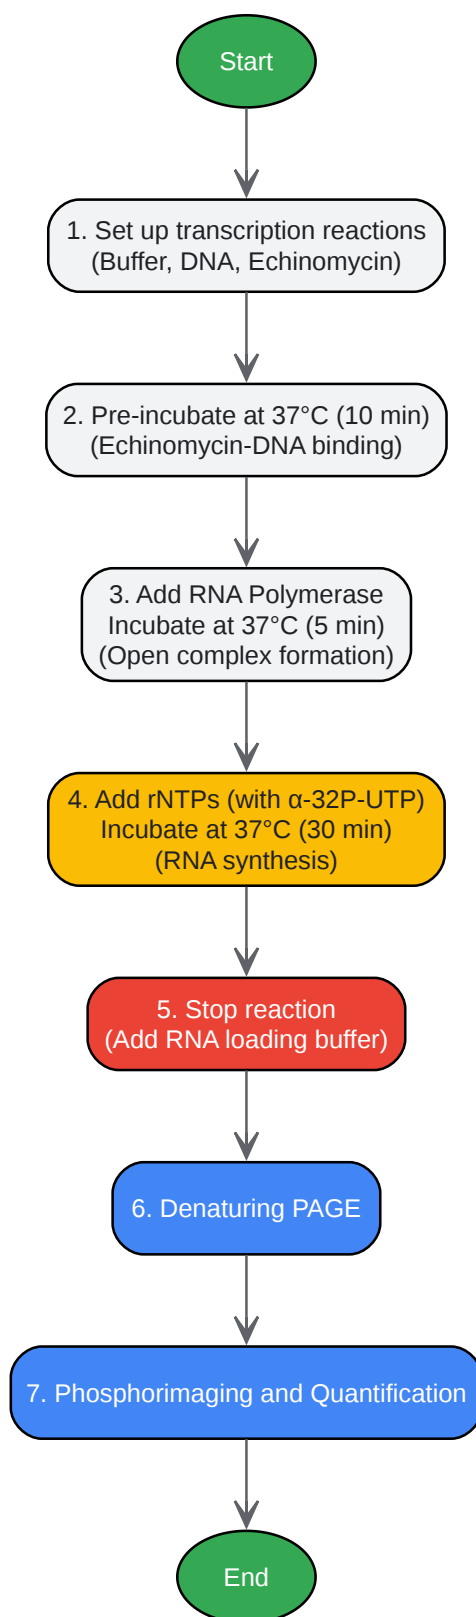 Start
1. Set up transcription reactions
(Buffer, DNA, Echinomycin)
2. Pre-incubate at 37°C (10 min)
(Echinomycin-DNA binding)
3. Add RNA Polymerase
Incubate at 37°C (5 min)
(Open complex formation)
4. Add rNTPs (with α-32P-UTP)
Incubate at 37°C (30 min)
(RNA synthesis)
5. Stop reaction
(Add RNA loading buffer)
6. Denaturing PAGE
7. Phosphorimaging and Quantification
End